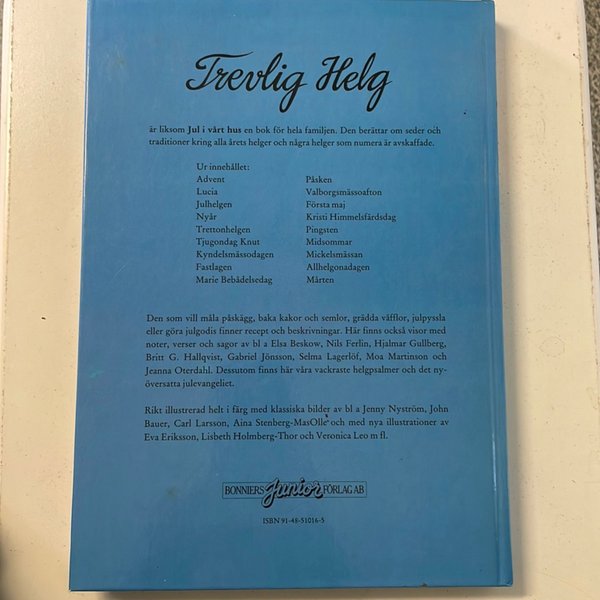 Trevlig Helg
är liksom Jul i vårt hus en bok för hela familjen. Den berättar om seder och
traditioner kring alla årets helger och några helger som numera är avskaffade.
Ur innehållet:
Advent
Lucia
Julhelgen
Nyår
Trettonhelgen
Tjugondag Knut
Kyndelsmässodagen
Fastlagen
Marie Bebådelsedag
Påsken
Valborgsmässoafton
Första maj
Kristi Himmelsfärdsdag
Pingsten
Midsommar
Mickelsmässan
Allhelgonadagen
Mårten
Den som vill måla påskägg, baka kakor och semlor, grädda våfflor, julpyssla
eller göra julgodis finner recept och beskrivningar. Här finns också visor med
noter, verser och sagor av bl a Elsa Beskow, Nils Ferlin, Hjalmar Gullberg,
Britt G. Hallqvist, Gabriel Jönsson, Selma Lagerlöf, Moa Martinson och
Jeanna Oterdahl. Dessutom finns här våra vackraste helgpsalmer och det ny-
översatta julevangeliet.
Rikt illustrerad helt i färg med klassiska bilder av bl a Jenny Nyström, John
Bauer, Carl Larsson, Aina Stenberg-MasOlle och med nya illustrationer av
Eva Eriksson, Lisbeth Holmberg-Thor och Veronica Leo m fl.
BONNIERS Junior FÖRLAG AB
ISBN 91-48-51016-5